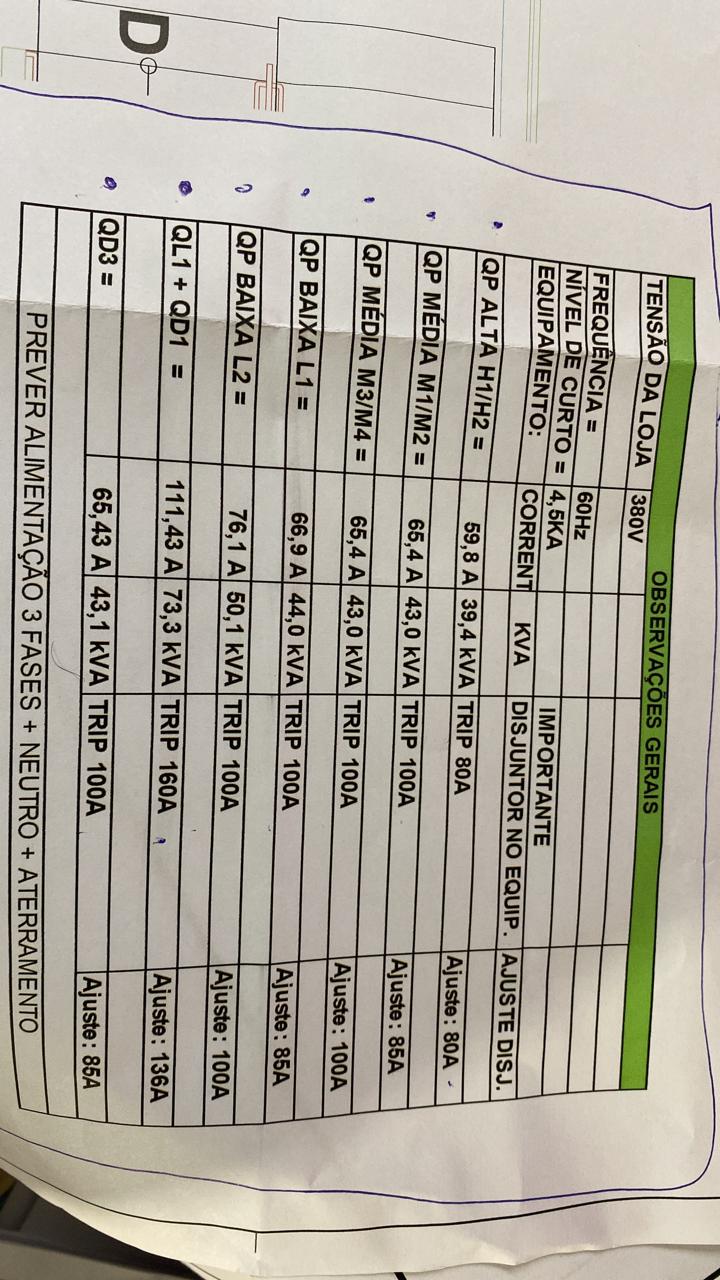 OBSERVAÇÕES GERAIS
TENSÃO DA LOJA 380V
FREQUÊNCIA = 60Hz
NÍVEL DE CURTO = 4,5KA IMPORTANTE
EQUIPAMENTO: CORRENT KVA DISJUNTOR NO EQUIP. AJUSTE DISJ.
QP ALTA H1/H2 = 59,8 A 39,4 kVA TRIP 80A Ajuste: 80A
QP MÉDIA M1/M2 = 65,4 A 43,0 kVA TRIP 100A Ajuste: 85A
QP MÉDIA M3/M4 = 65,4 A 43,0 kVA TRIP 100A Ajuste: 100A
QP BAIXA L1 = 66,9 A 44,0 kVA TRIP 100A Ajuste: 85A
QP BAIXA L2 = 76,1 A 50,1 kVA TRIP 100A Ajuste: 100A
QL1 + QD1 = 111,43 A 73,3 kVA TRIP 160A Ajuste: 136A
QD3 = 65,43 A 43,1 kVA TRIP 100A Ajuste: 85A
PREVER ALIMENTAÇÃO 3 FASES + NEUTRO + ATERRAMENTO
D